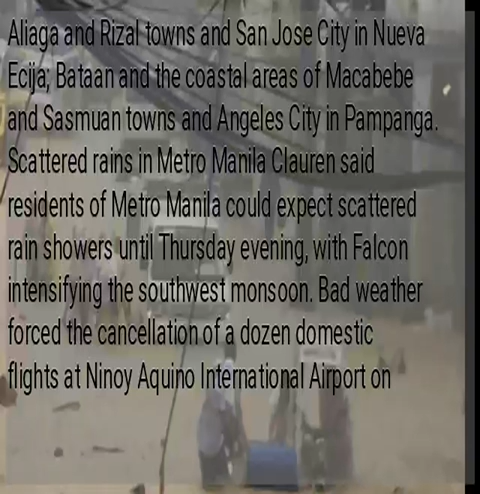 Aliaga and Rizal towns and San Jose City in Nueva
Ecija; Bataan and the coastal areas of Macabebe
and Sasmuan towns and Angeles City in Pampanga.
Scattered rains in Metro Manila Clauren said
residents of Metro Manila could expect scattered
rain showers until Thursday evening, with Falcon
intensifying the southwest monsoon. Bad weather
forced the cancellation of a dozen domestic
flights at Ninoy Aquino International Airport on